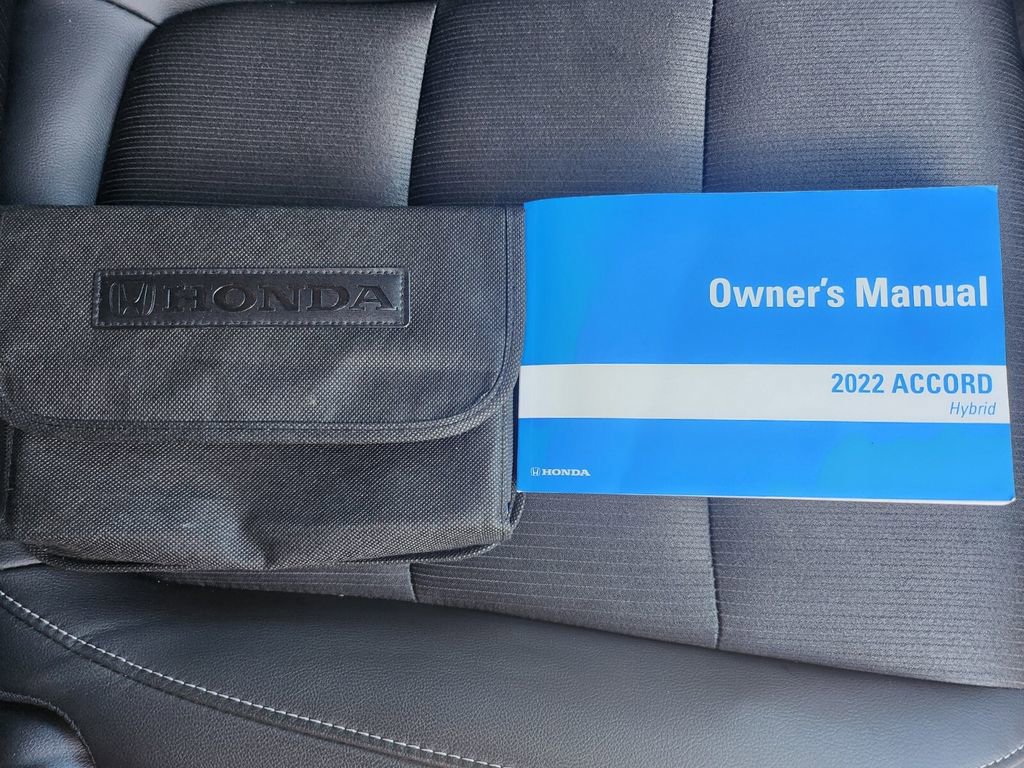 HONDA
Owner's Manual
2022 ACCORD
Hybrid
HONDA